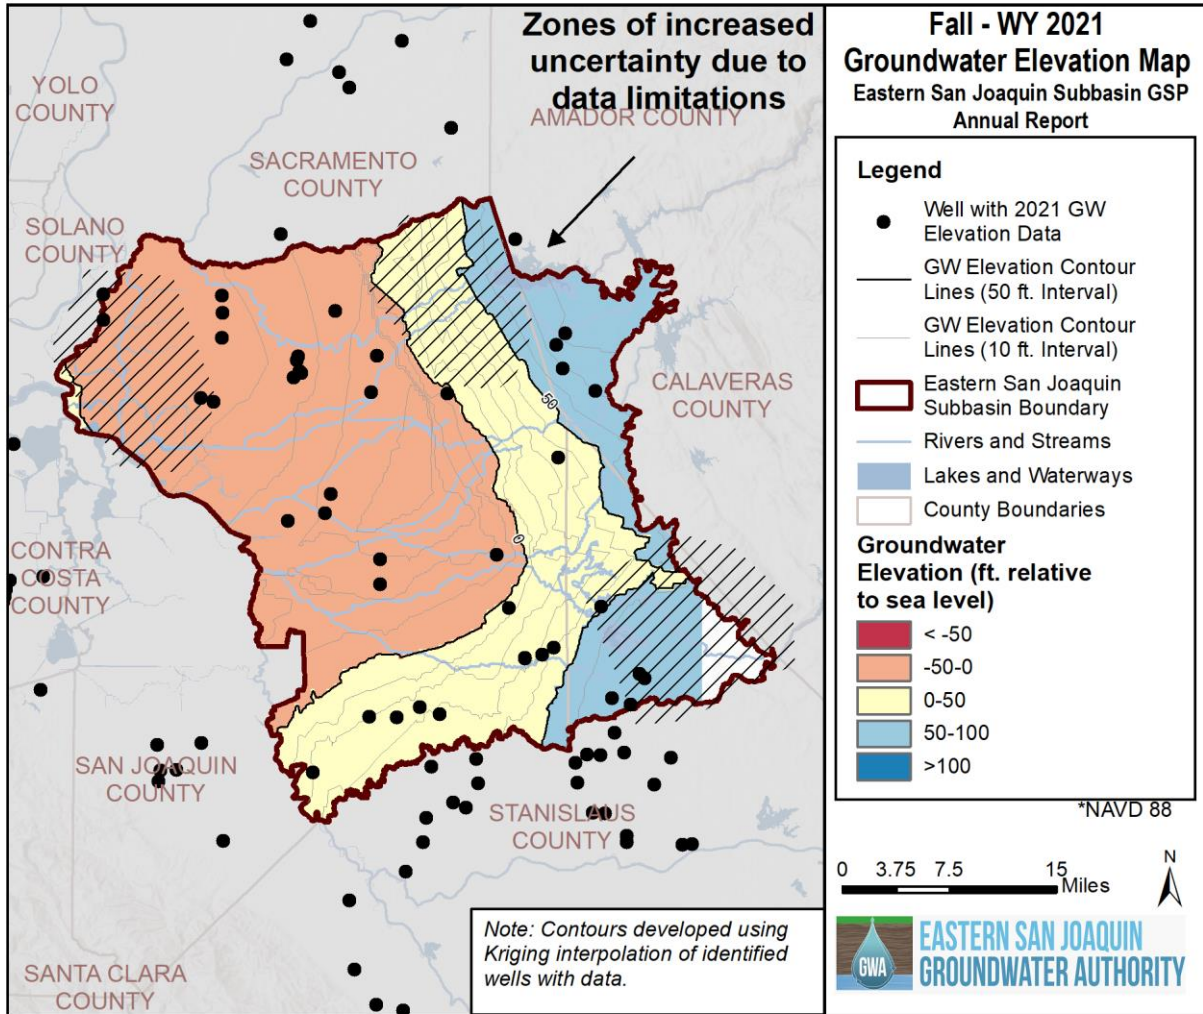 Zones of increased
uncertainty due to
data limitations
YOLO
COUNTY
AMADOR COUNTY
SACRAMENTO
COUNTY
SOLANO
COUNTY
CALAVERAS
COUNTY
50
0
CONTRA
COSTA
COUNTY
SAN JOAQUIN
COUNTY
STANISLAUS
COUNTY
SANTA CLARA
COUNTY
Note: Contours developed using
Kriging interpolation of identified
wells with data.
Fall - WY 2021
Groundwater Elevation Map
Eastern San Joaquin Subbasin GSP
Annual Report
Legend
Well with 2021 GW
Elevation Data
GW Elevation Contour
Lines (50 ft. Interval)
GW Elevation Contour
Lines (10 ft. Interval)
Eastern San Joaquin
Subbasin Boundary
Rivers and Streams
Lakes and Waterways
County Boundaries
Groundwater
Elevation (ft. relative
to sea level)
< -50
-50-0
0-50
50-100
>100
*NAVD 88
0 3.75 7.5 15
Miles
N
GWA
EASTERN SAN JOAQUIN
GROUNDWATER AUTHORITY